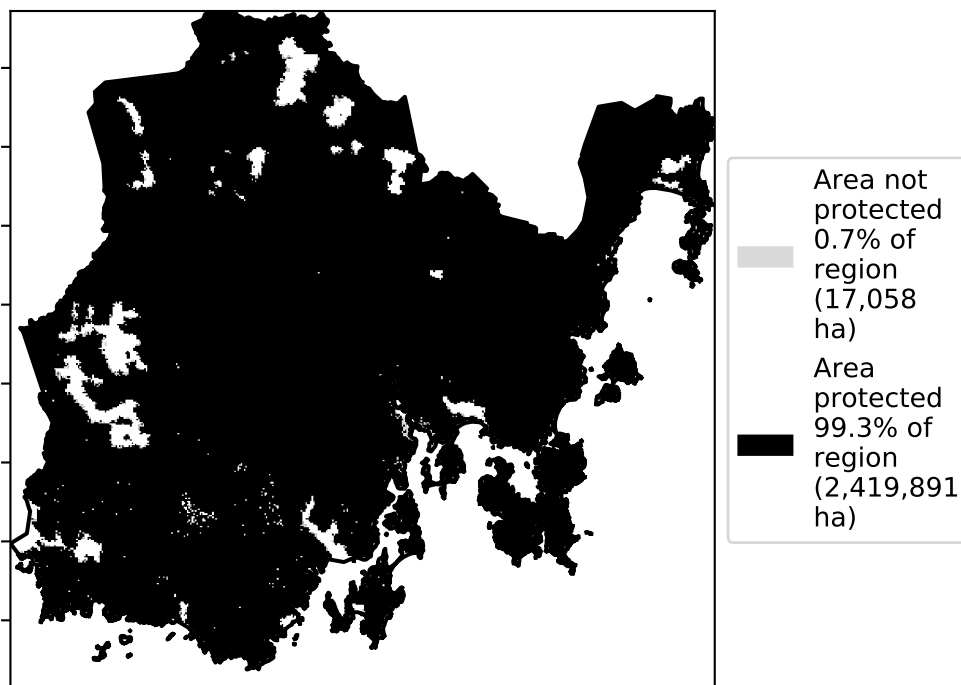 Area not
protected
0.7% of
region
(17,058
ha)
Area
protected
99.3% of
region
(2,419,891
ha)